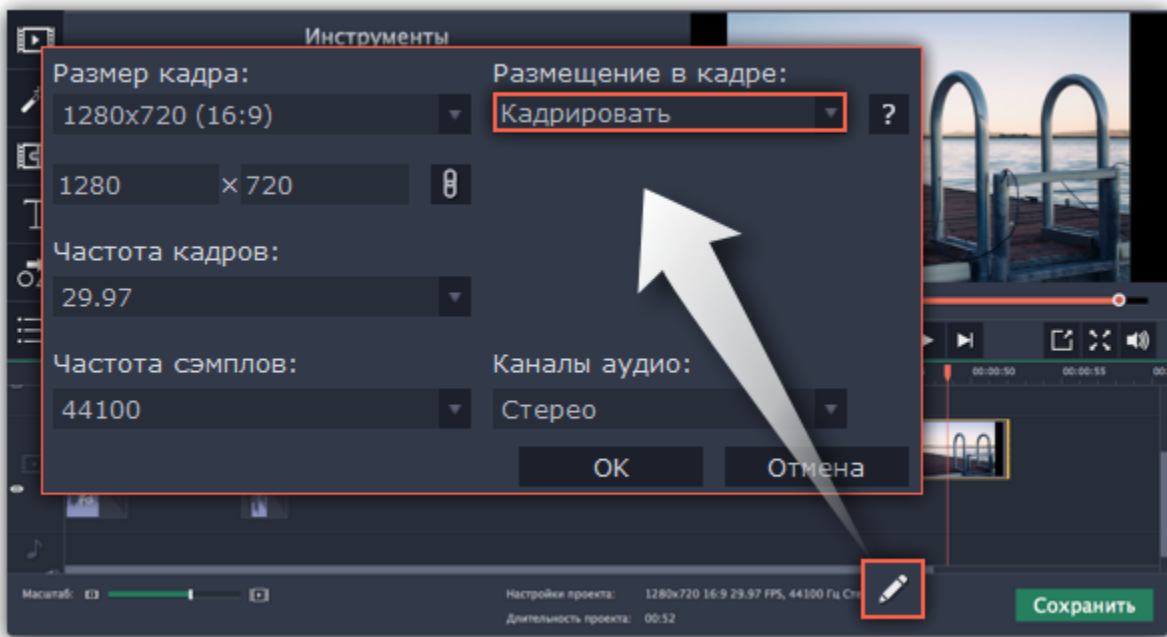 Инструменты
Размер кадра:
Размещение в кадре:
1280x720 (16:9)
Кадрировать
?
1280
×
720
Частота кадров:
29.97
Частота сэмплов:
Каналы аудио:
44100
Стерео
OK
Отмена
00:00:50
00:00:55
00:
Масштаб:
Настройки проекта:
1280x720 16:9 29.97 FPS, 44100 Гц Сте
Длительность проекта:
00:52
Сохранить